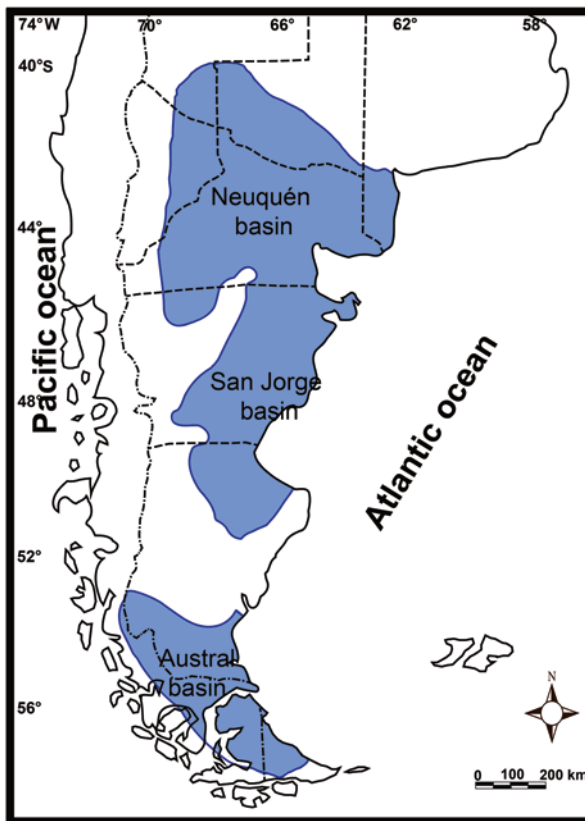 74°W 70° 66° 62° 58°
40°S
Neuquén
basin
44°
Pacific ocean
San Jorge
basin
48°
Atlantic ocean
52°
Austral
basin
56°
N
0 100 200 km